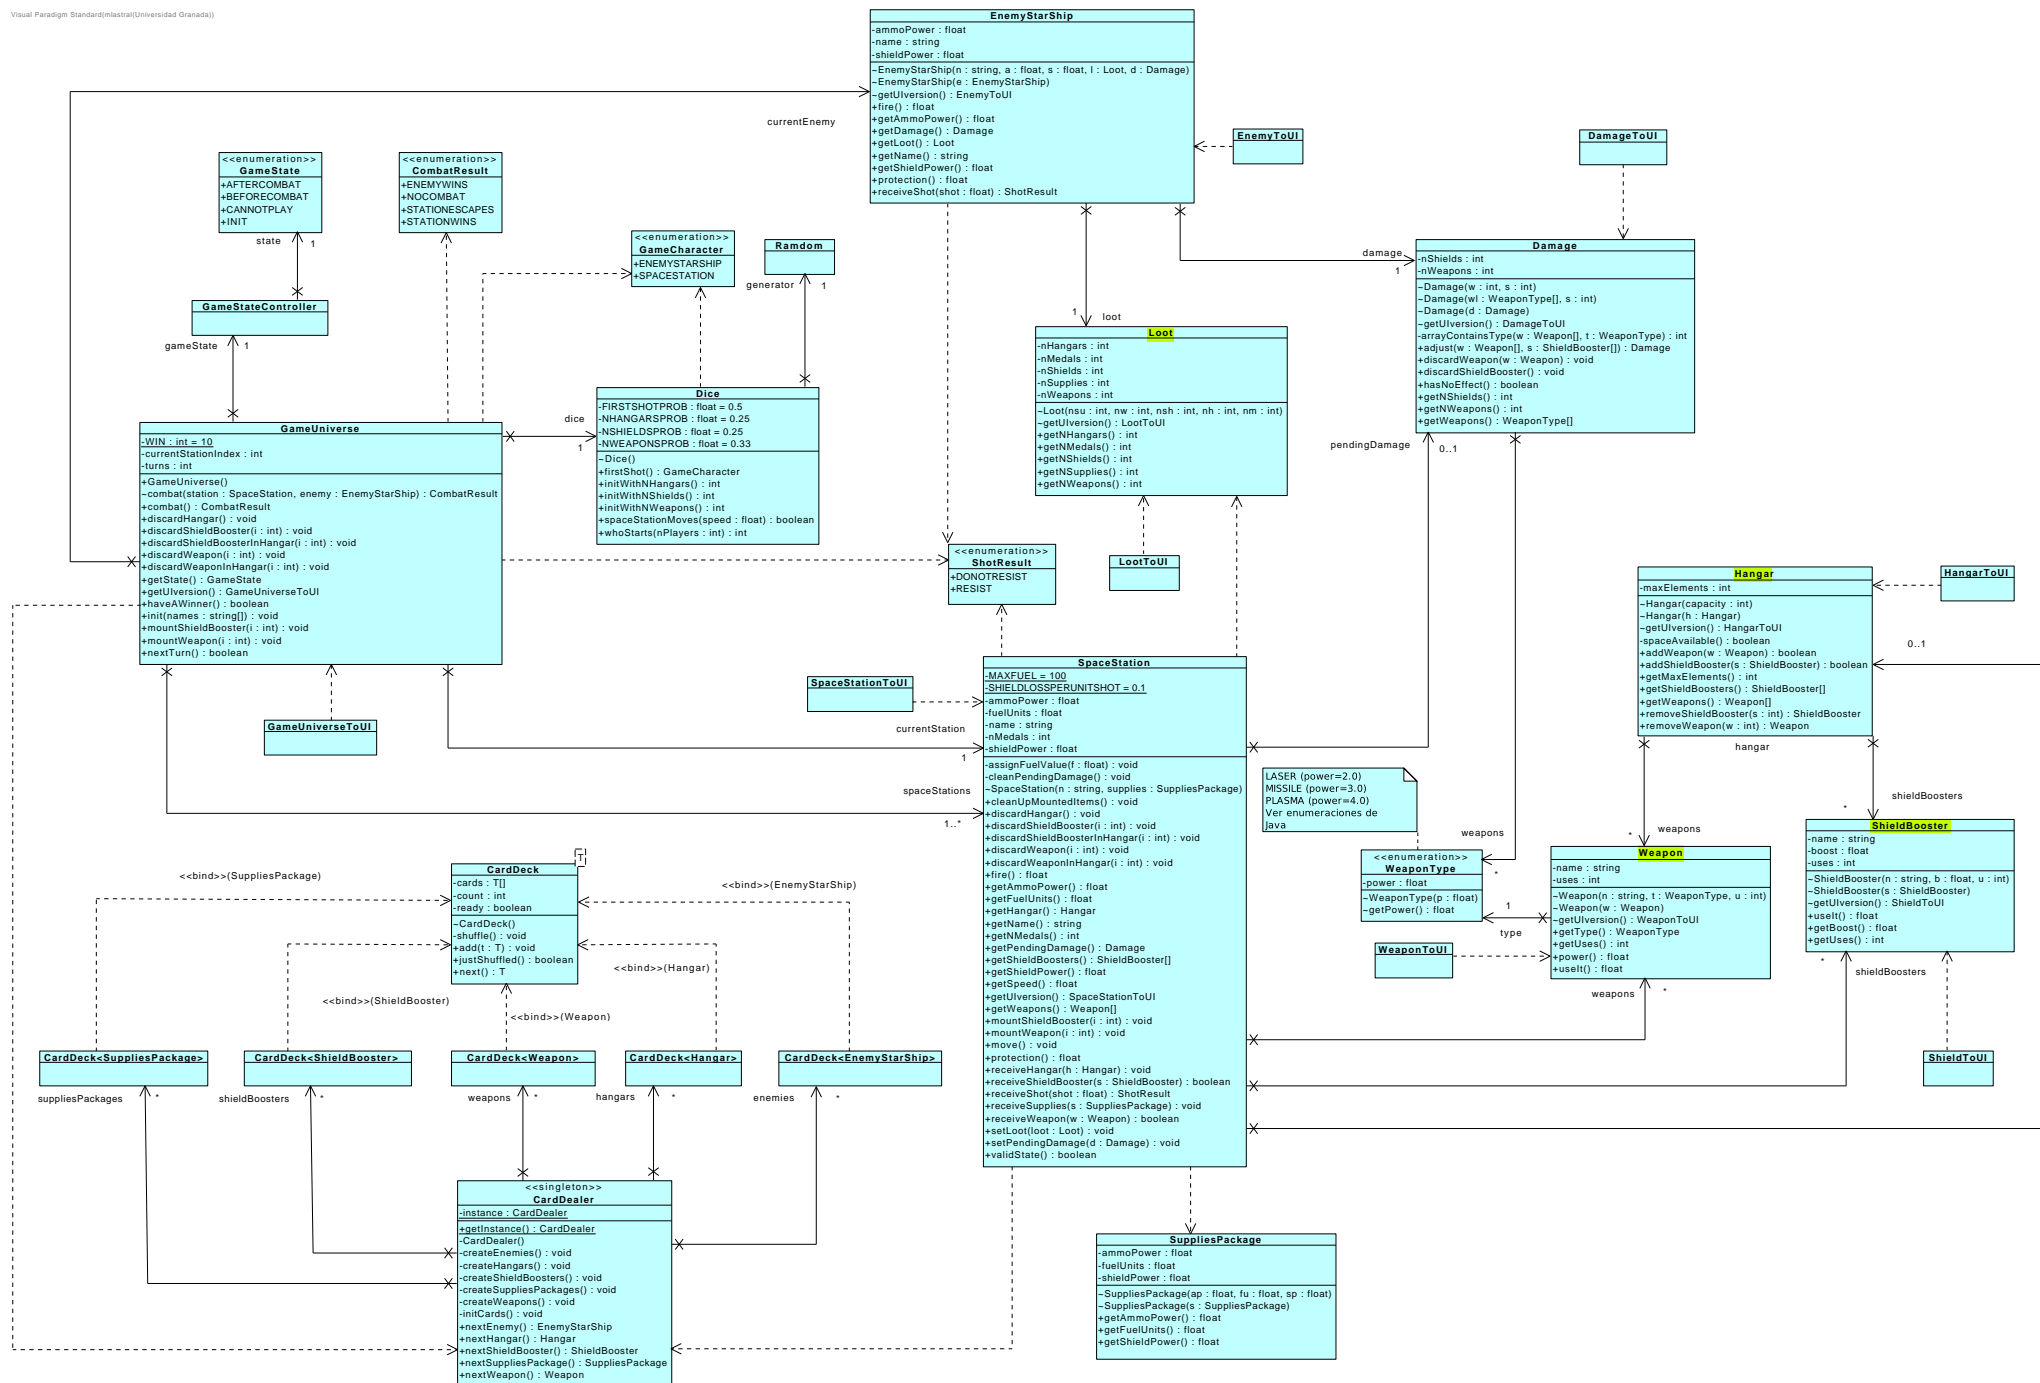 Visual Paradigm Standard(mlastral(Universidad Granada))
EnemyStarShip
-ammoPower : float
-name : string
-shieldPower : float
~EnemyStarShip(n : string, a : float, s : float, l : Loot, d : Damage)
~EnemyStarShip(e : EnemyStarShip)
~getUIversion() : EnemyToUI
+fire() : float
+getAmmoPower() : float
+getDamage() : Damage
+getLoot() : Loot
+getName() : string
+getShieldPower() : float
+protection() : float
+receiveShot(shot : float) : ShotResult
currentEnemy
EnemyToUI
DamageToUI
<<enumeration>>
GameState
+AFTERCOMBAT
+BEFORECOMBAT
+CANNOTPLAY
+INIT
state
1
<<enumeration>>
CombatResult
+ENEMYWINS
+NOCOMBAT
+STATIONESCAPES
+STATIONWINS
<<enumeration>>
GameCharacter
+ENEMYSTARSHIP
+SPACESTATION
Ramdom
generator
1
damage
1
Damage
-nShields : int
-nWeapons : int
~Damage(w : int, s : int)
~Damage(wl : WeaponType[], s : int)
~Damage(d : Damage)
~getUIversion() : DamageToUI
-arrayContainsType(w : Weapon[], t : WeaponType) : int
+adjust(w : Weapon[], s : ShieldBooster[]) : Damage
+discardWeapon(w : Weapon) : void
+discardShieldBooster() : void
+hasNoEffect() : boolean
+getNShields() : int
+getNWeapons() : int
+getWeapons() : WeaponType[]
GameStateController
gameState
1
1
loot
Loot
-nHangars : int
-nMedals : int
-nShields : int
-nSupplies : int
-nWeapons : int
~Loot(nsu : int, nw : int, nsh : int, nh : int, nm : int)
~getUIversion() : LootToUI
+getNHangars() : int
+getNMedals() : int
+getNShields() : int
+getNSupplies() : int
+getNWeapons() : int
Dice
-FIRSTSHOTPROB : float = 0.5
-NHANGARSPROB : float = 0.25
-NSHIELDSPROB : float = 0.25
-NWEAPONSPROB : float = 0.33
~Dice()
+firstShot() : GameCharacter
+initWithNHangars() : int
+initWithNShields() : int
+initWithNWeapons() : int
+spaceStationMoves(speed : float) : boolean
+whoStarts(nPlayers : int) : int
dice
1
GameUniverse
-WIN : int = 10
-currentStationIndex : int
-turns : int
+GameUniverse()
~combat(station : SpaceStation, enemy : EnemyStarShip) : CombatResult
+combat() : CombatResult
+discardHangar() : void
+discardShieldBooster(i : int) : void
+discardShieldBoosterInHangar(i : int) : void
+discardWeapon(i : int) : void
+discardWeaponInHangar(i : int) : void
+getState() : GameState
+getUIversion() : GameUniverseToUI
+haveAWinner() : boolean
+init(names : string[]) : void
+mountShieldBooster(i : int) : void
+mountWeapon(i : int) : void
+nextTurn() : boolean
pendingDamage
0..1
<<enumeration>>
ShotResult
+DONOTRESIST
+RESIST
LootToUI
Hangar
-maxElements : int
~Hangar(capacity : int)
~Hangar(h : Hangar)
~getUIversion() : HangarToUI
-spaceAvailable() : boolean
+addWeapon(w : Weapon) : boolean
+addShieldBooster(s : ShieldBooster) : boolean
+getMaxElements() : int
+getShieldBoosters() : ShieldBooster[]
+getWeapons() : Weapon[]
+removeShieldBooster(s : int) : ShieldBooster
+removeWeapon(w : int) : Weapon
HangarToUI
0..1
hangar
SpaceStationToUI
GameUniverseToUI
currentStation
1
spaceStations
1..*
SpaceStation
-MAXFUEL = 100
-SHIELDLOSSPERUNITSHOT = 0.1
-ammoPower : float
-fuelUnits : float
-name : string
-nMedals : int
-shieldPower : float
-assignFuelValue(f : float) : void
-cleanPendingDamage() : void
~SpaceStation(n : string, supplies : SuppliesPackage)
+cleanUpMountedItems() : void
+discardHangar() : void
+discardShieldBooster(i : int) : void
+discardShieldBoosterInHangar(i : int) : void
+discardWeapon(i : int) : void
+discardWeaponInHangar(i : int) : void
+fire() : float
+getAmmoPower() : float
+getFuelUnits() : float
+getHangar() : Hangar
+getName() : string
+getNMedals() : int
+getPendingDamage() : Damage
+getShieldBoosters() : ShieldBooster[]
+getShieldPower() : float
+getSpeed() : float
+getUIversion() : SpaceStationToUI
+getWeapons() : Weapon[]
+mountShieldBooster(i : int) : void
+mountWeapon(i : int) : void
+move() : void
+protection() : float
+receiveHangar(h : Hangar) : void
+receiveShieldBooster(s : ShieldBooster) : boolean
+receiveShot(shot : float) : ShotResult
+receiveSupplies(s : SuppliesPackage) : void
+receiveWeapon(w : Weapon) : boolean
+setLoot(loot : Loot) : void
+setPendingDamage(d : Damage) : void
+validState() : boolean
LASER (power=2.0)
MISSILE (power=3.0)
PLASMA (power=4.0)
Ver enumeraciones de
Java
weapons
*
<<enumeration>>
WeaponType
-power : float
~WeaponType(p : float)
~getPower() : float
1
type
* weapons
Weapon
-name : string
-uses : int
~Weapon(n : string, t : WeaponType, u : int)
~Weapon(w : Weapon)
~getUIversion() : WeaponToUI
+getType() : WeaponType
+getUses() : int
+power() : float
+useIt() : float
weapons *
WeaponToUI
shieldBoosters
*
ShieldBooster
-name : string
-boost : float
-uses : int
~ShieldBooster(n : string, b : float, u : int)
~ShieldBooster(s : ShieldBooster)
~getUIversion() : ShieldToUI
+useIt() : float
+getBoost() : float
+getUses() : int
*
shieldBoosters
ShieldToUI
T
CardDeck
-cards : T[]
-count : int
-ready : boolean
~CardDeck()
-shuffle() : void
+add(t : T) : void
+justShuffled() : boolean
+next() : T
<<bind>>(SuppliesPackage)
<<bind>>(EnemyStarShip)
<<bind>>(Hangar)
<<bind>>(ShieldBooster)
<<bind>>(Weapon)
CardDeck<SuppliesPackage>
CardDeck<ShieldBooster>
CardDeck<Weapon>
CardDeck<Hangar>
CardDeck<EnemyStarShip>
suppliesPackages *
shieldBoosters *
weapons *
hangars *
enemies *
<<singleton>>
CardDealer
-instance : CardDealer
+getInstance() : CardDealer
-CardDealer()
-createEnemies() : void
-createHangars() : void
-createShieldBoosters() : void
-createSuppliesPackages() : void
-createWeapons() : void
-initCards() : void
+nextEnemy() : EnemyStarShip
+nextHangar() : Hangar
+nextShieldBooster() : ShieldBooster
+nextSuppliesPackage() : SuppliesPackage
+nextWeapon() : Weapon
SuppliesPackage
-ammoPower : float
-fuelUnits : float
-shieldPower : float
~SuppliesPackage(ap : float, fu : float, sp : float)
~SuppliesPackage(s : SuppliesPackage)
+getAmmoPower() : float
+getFuelUnits() : float
+getShieldPower() : float